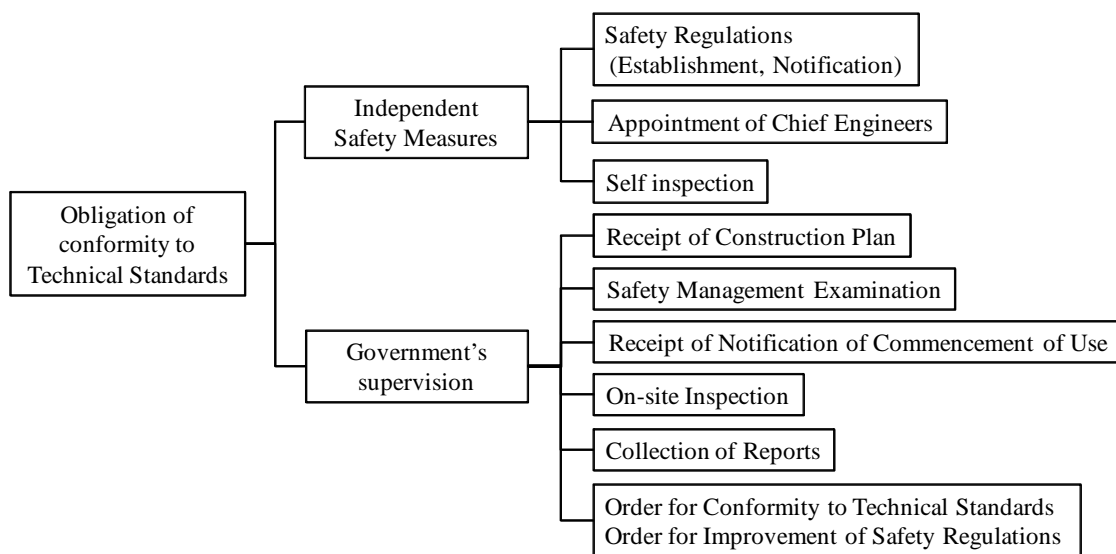 Obligation of
conformity to
Technical Standards
Independent
Safety Measures
Safety Regulations
(Establishment, Notification)
Appointment of Chief Engineers
Self inspection
Government’s
supervision
Receipt of Construction Plan
Safety Management Examination
Receipt of Notification of Commencement of Use
On-site Inspection
Collection of Reports
Order for Conformity to Technical Standards
Order for Improvement of Safety Regulations